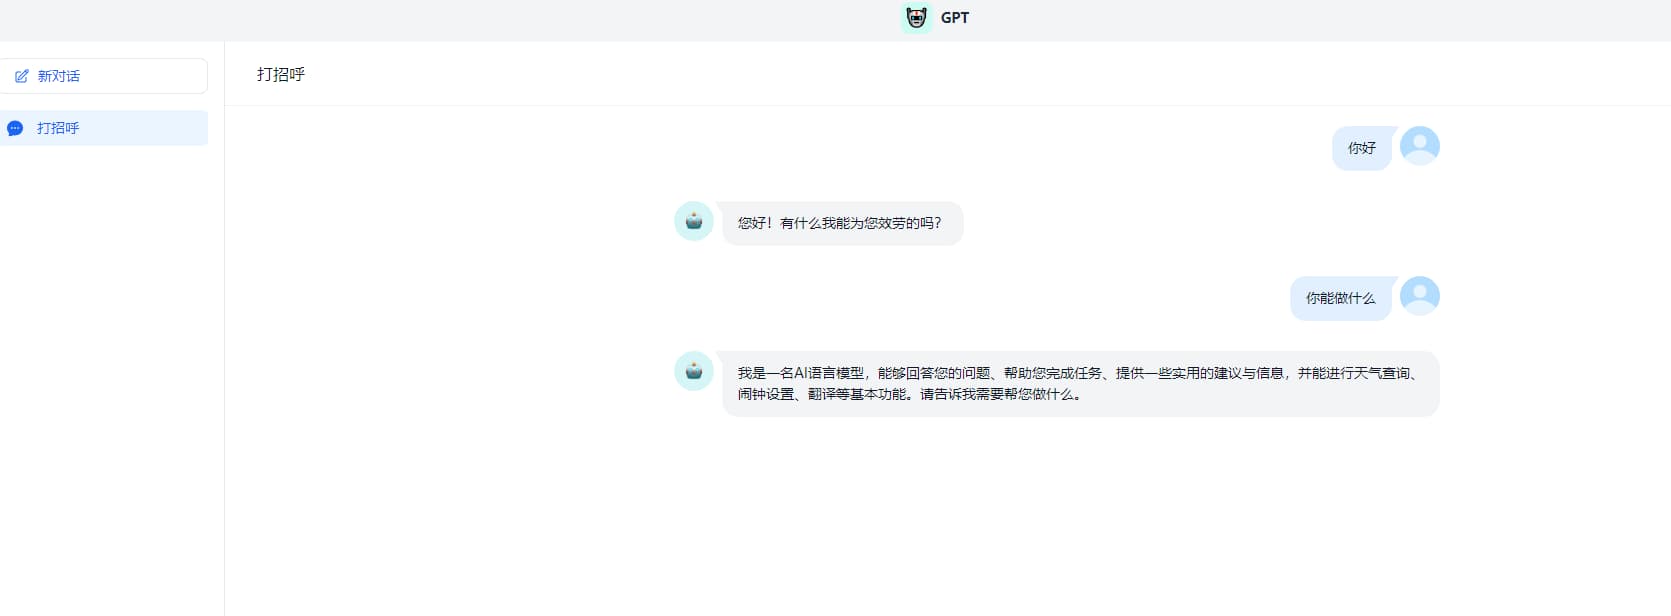 GPT
新对话
打招呼
打招呼
你好
您好！有什么我能为您效劳的吗？
你能做什么
我是一名AI语言模型，能够回答您的问题、帮助您完成任务、提供一些实用的建议与信息，并能进行天气查询、
闹钟设置、翻译等基本功能。请告诉我需要帮您做什么。